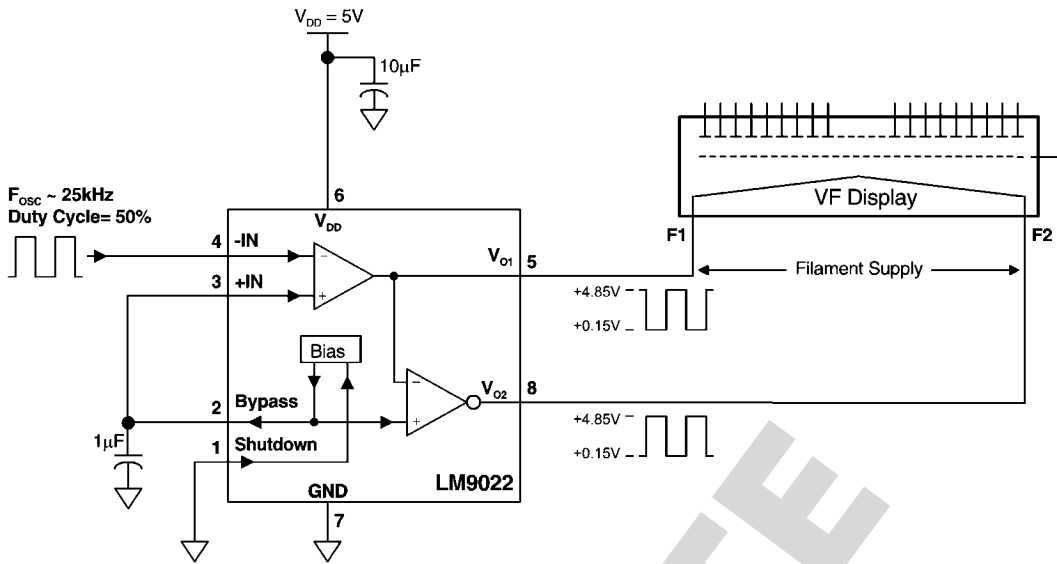 V_DD = 5V
10µF
F_OSC ~ 25kHz
Duty Cycle= 50%
6
V_DD
4
-IN
3
+IN
V_O1
5
Bias
V_O2
8
2
Bypass
1µF
1
Shutdown
LM9022
GND
7
VF Display
F1
F2
Filament Supply
+4.85V
+0.15V
+4.85V
+0.15V